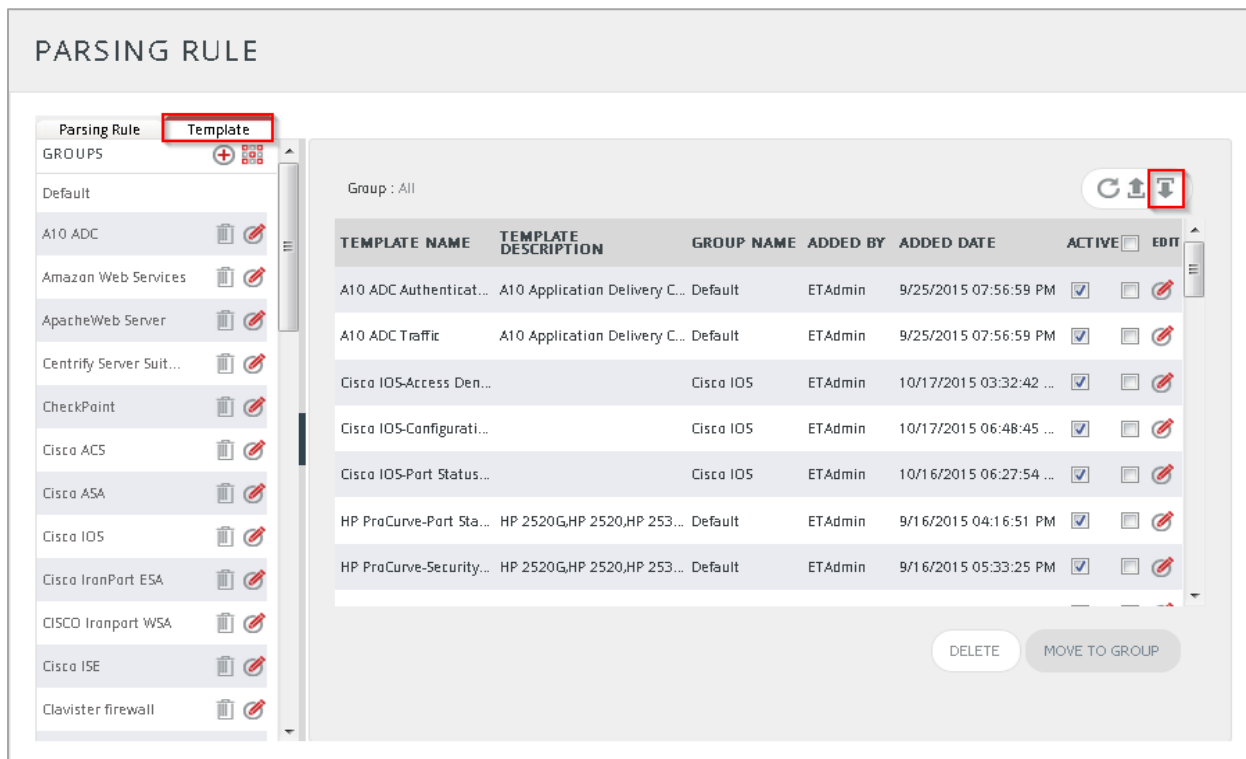 PARSING RULE
Parsing Rule Template
GROUPS
Default
A10 ADC
Amazon Web Services
ApacheWeb Server
Centrify Server Suit...
CheckPoint
Cisco ACS
Cisco ASA
Cisco IOS
Cisco IronPort ESA
CISCO Ironport WSA
Cisco ISE
Clavister firewall
Group : All
TEMPLATE NAME TEMPLATE DESCRIPTION GROUP NAME ADDED BY ADDED DATE ACTIVE EDIT
A10 ADC Authenticat... A10 Application Delivery C... Default ETAdmin 9/25/2015 07:56:59 PM
A10 ADC Traffic A10 Application Delivery C... Default ETAdmin 9/25/2015 07:56:59 PM
Cisco IOS-Access Den... Cisco IOS ETAdmin 10/17/2015 03:32:42 ...
Cisco IOS-Configurati... Cisco IOS ETAdmin 10/17/2015 06:48:45 ...
Cisco IOS-Port Status... Cisco IOS ETAdmin 10/16/2015 06:27:54 ...
HP ProCurve-Port Sta... HP 2520G,HP 2520,HP 253... Default ETAdmin 9/16/2015 04:16:51 PM
HP ProCurve-Security... HP 2520G,HP 2520,HP 253... Default ETAdmin 9/16/2015 05:33:25 PM
DELETE MOVE TO GROUP